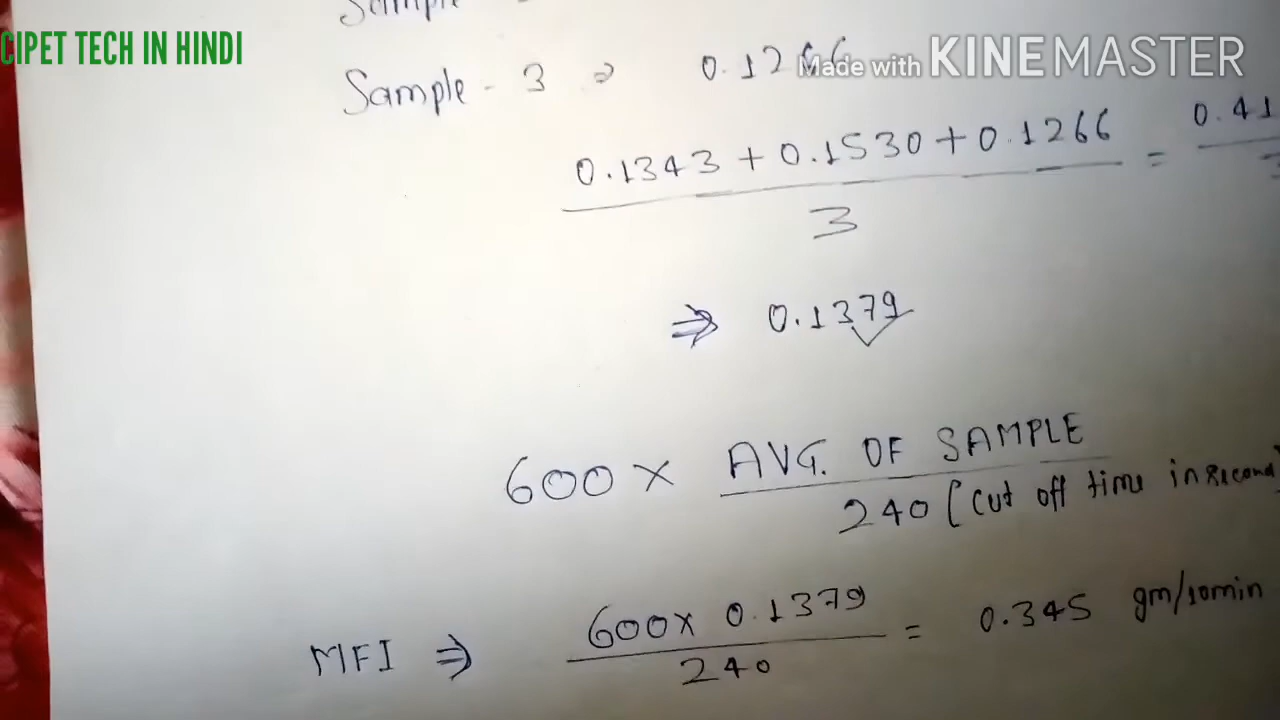 Sample
CIPET TECH IN HINDI
Made with KINEMASTER
Sample - 3 ⇒ 0.1266
0.1343 + 0.1530 + 0.1266 = 0.41
3
⇒ 0.1379
600 × AVG. OF SAMPLE
240 [cut off time in second]
MFI ⇒ 600 × 0.1379 = 0.345 gm/10min
240